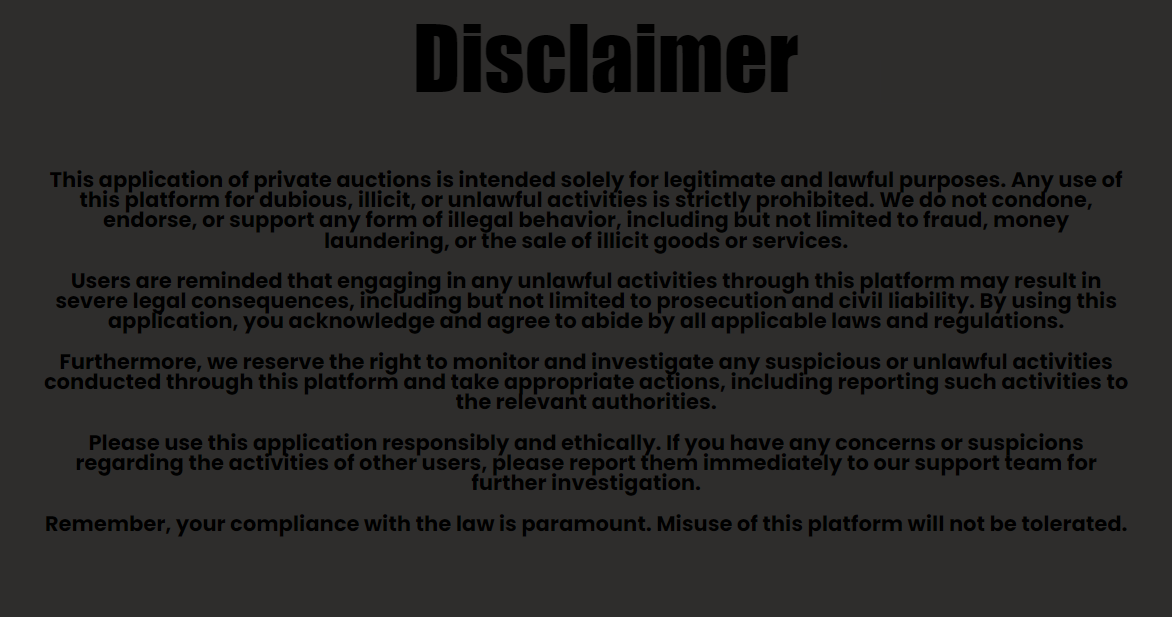 Disclaimer
This application of private auctions is intended solely for legitimate and lawful purposes. Any use of
this platform for dubious, illicit, or unlawful activities is strictly prohibited. We do not condone,
endorse, or support any form of illegal behavior, including but not limited to fraud, money
laundering, or the sale of illicit goods or services.
Users are reminded that engaging in any unlawful activities through this platform may result in
severe legal consequences, including but not limited to prosecution and civil liability. By using this
application, you acknowledge and agree to abide by all applicable laws and regulations.
Furthermore, we reserve the right to monitor and investigate any suspicious or unlawful activities
conducted through this platform and take appropriate actions, including reporting such activities to
the relevant authorities.
Please use this application responsibly and ethically. If you have any concerns or suspicions
regarding the activities of other users, please report them immediately to our support team for
further investigation.
Remember, your compliance with the law is paramount. Misuse of this platform will not be tolerated.